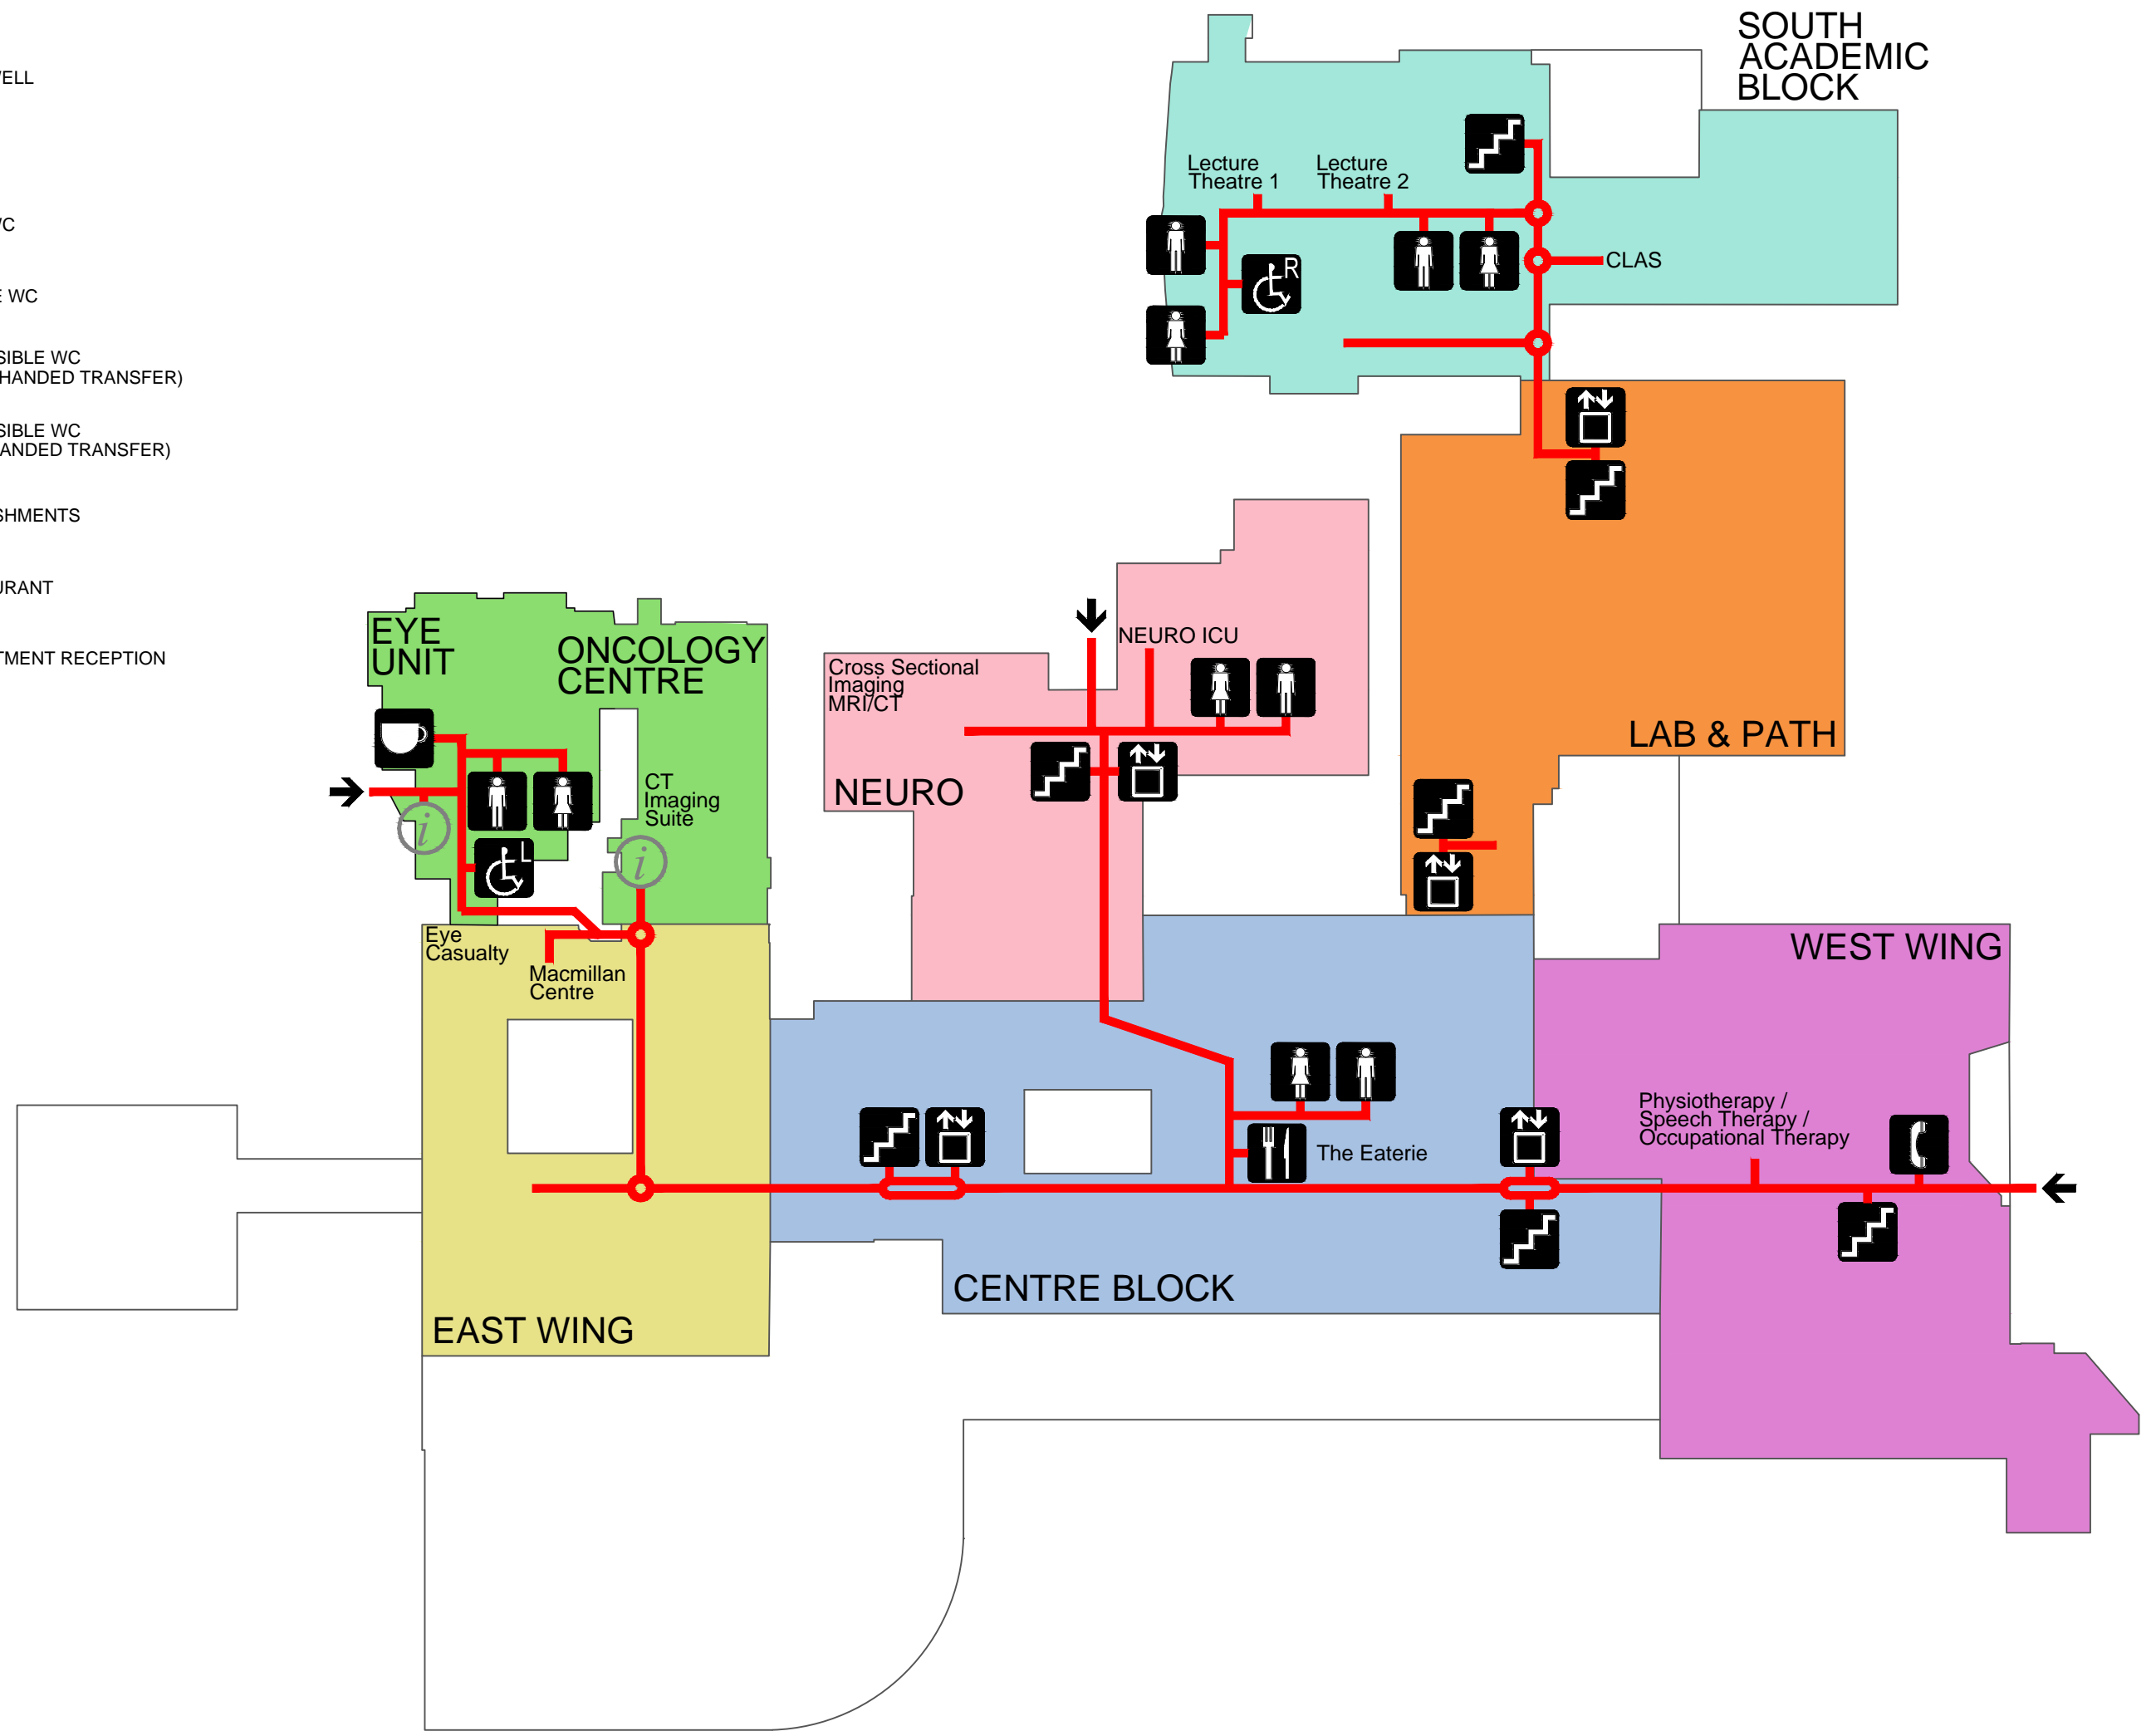 SOUTH
ACADEMIC
BLOCK
WC
E WC
SIBLE WC
HANDED TRANSFER)
SIBLE WC
ANDED TRANSFER)
SHMENTS
URANT
TMENT RECEPTION
Lecture
Theatre 1
Lecture
Theatre 2
R
CLAS
EYE
UNIT
ONCOLOGY
CENTRE
NEURO ICU
Cross Sectional
Imaging
MRI/CT
NEURO
LAB & PATH
CT
Imaging
Suite
i
i
L
Eye
Casualty
Macmillan
Centre
WEST WING
Physiotherapy /
Speech Therapy /
Occupational Therapy
The Eaterie
CENTRE BLOCK
EAST WING